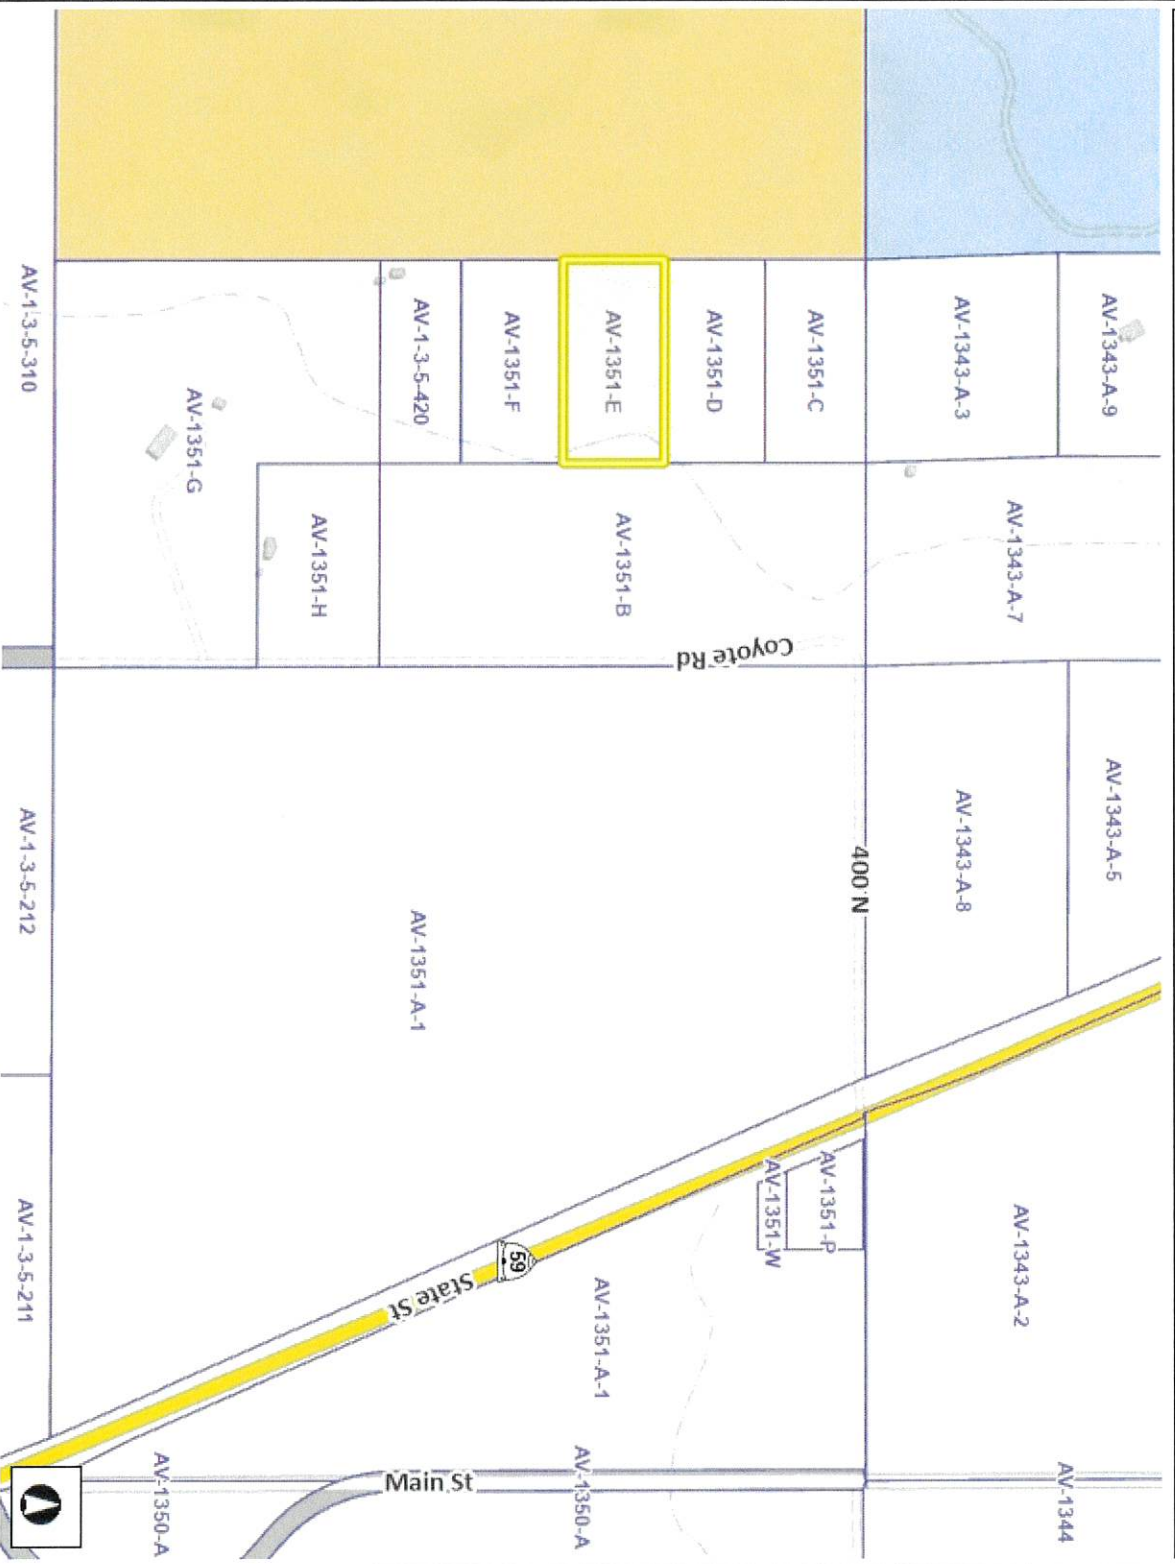 AV-1343-A-9
AV-1343-A-5
AV-1344
AV-1343-A-7
AV-1343-A-2
AV-1343-A-3
AV-1343-A-8
400 N
AV-1351-C
AV-1351-P
AV-1351-W
Coyote Rd
AV-1351-D
AV-1351-E
AV-1351-B
AV-1351-A-1
AV-1350-A
AV-1351-F
59
State St
Main St
AV-1-3-5-420
AV-1351-A-1
AV-1351-H
AV-1351-G
AV-1350-A
AV-1-3-5-310
AV-1-3-5-212
AV-1-3-5-211